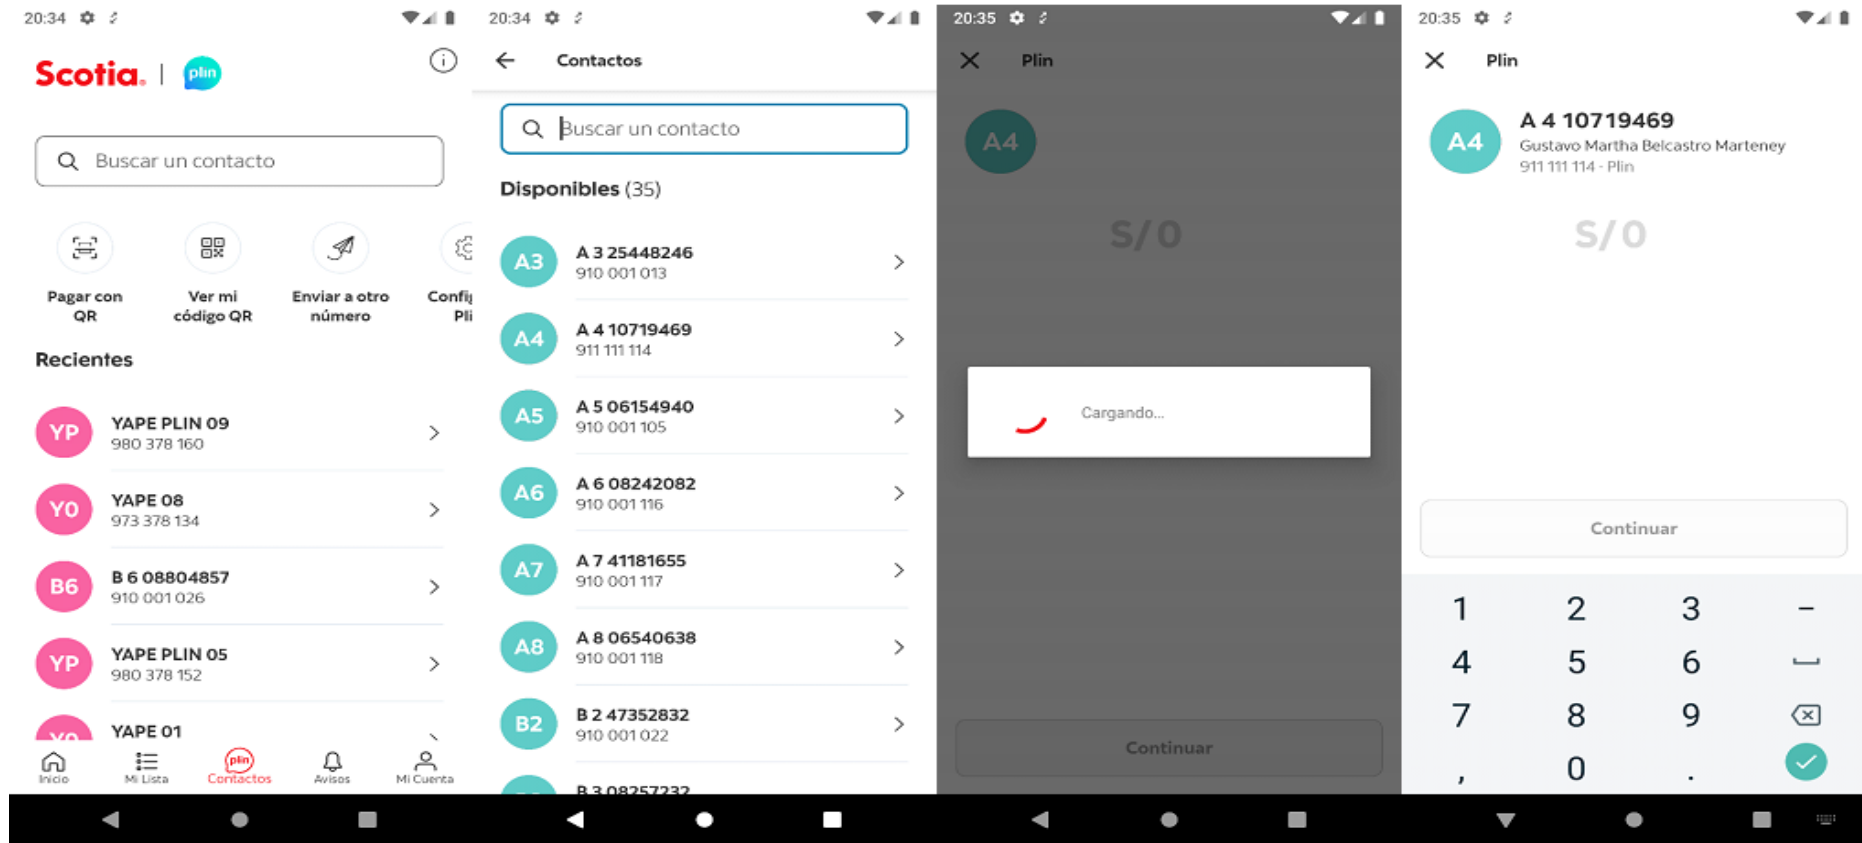 20:34
Scotia. | plin
Buscar un contacto
Pagar con
QR
Ver mi
código QR
Enviar a otro
número
Config
Pli
Recientes
YP
YAPE PLIN 09
980 378 160
Y0
YAPE 08
973 378 134
B6
B 6 08804857
910 001 026
YP
YAPE PLIN 05
980 378 152
Y0
YAPE 01
Inicio
Mi Lista
plin
Contactos
Avisos
Mi Cuenta
20:34
Contactos
Buscar un contacto
Disponibles (35)
A3
A 3 25448246
910 001 013
A4
A 4 10719469
911 111 114
A5
A 5 06154940
910 001 105
A6
A 6 08242082
910 001 116
A7
A 7 41181655
910 001 117
A8
A 8 06540638
910 001 118
B2
B 2 47352832
910 001 022
B 3 08257232
20:35
Plin
A4
S/ 0
Cargando...
Continuar
20:35
Plin
A4
A 4 10719469
Gustavo Martha Belcastro Marteney
911 111 114 - Plin
S/ 0
Continuar
1 2 3 –
4 5 6
7 8 9
, 0 .